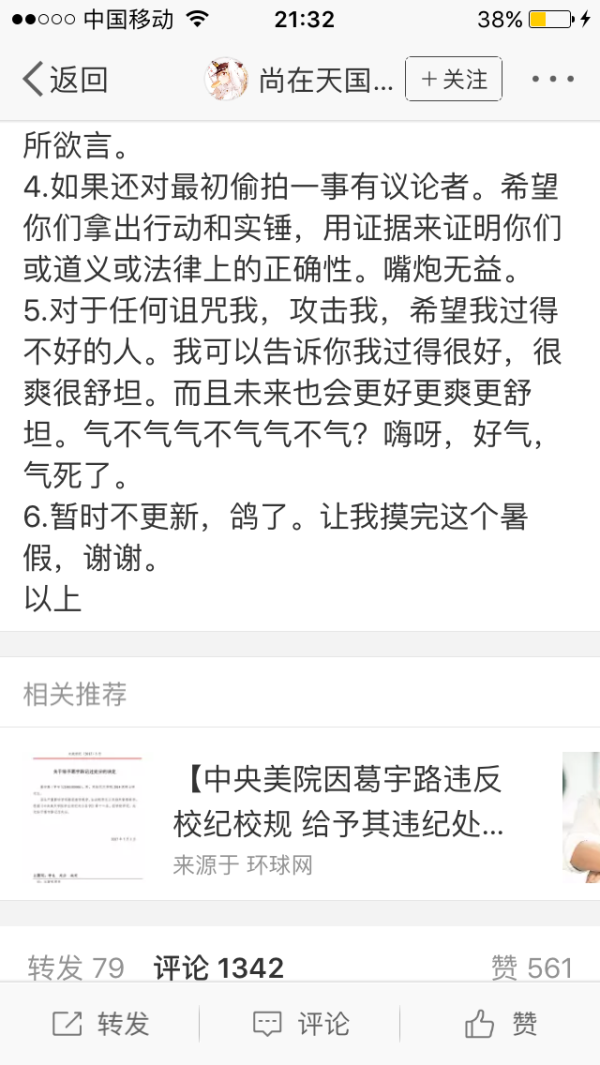 中国移动 21:32 38%
返回 尚在天国... +关注
所欲言。
4.如果还对最初偷拍一事有议论者。希望
你们拿出行动和实锤，用证据来证明你们
或道义或法律上的正确性。嘴炮无益。
5.对于任何诅咒我，攻击我，希望我过得
不好的人。我可以告诉你我过得很好，很
爽很舒坦。而且未来也会更好更爽更舒
坦。气不气气不气气不气？嗨呀，好气，
气死了。
6.暂时不更新，鸽了。让我摸完这个暑
假，谢谢。
以上
相关推荐
【中央美院因葛宇路违反
校纪校规 给予其违纪处...
来源于 环球网
转发 79 评论 1342 赞 561
转发 评论 赞